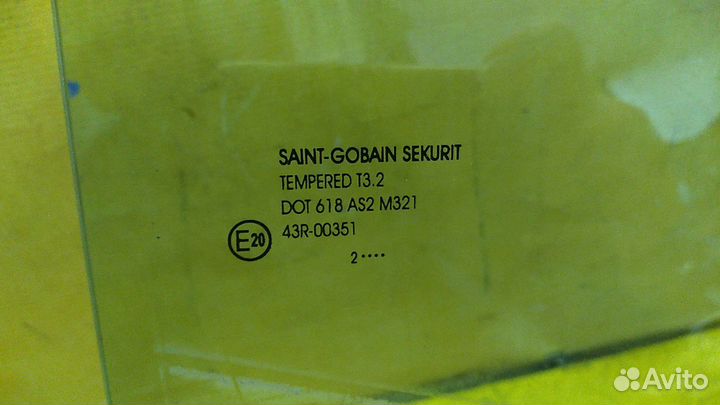 SAINT-GOBAIN SEKURIT
TEMPERED T3.2
DOT 618 AS2 M321
43R-00351
E20
2····
Avito